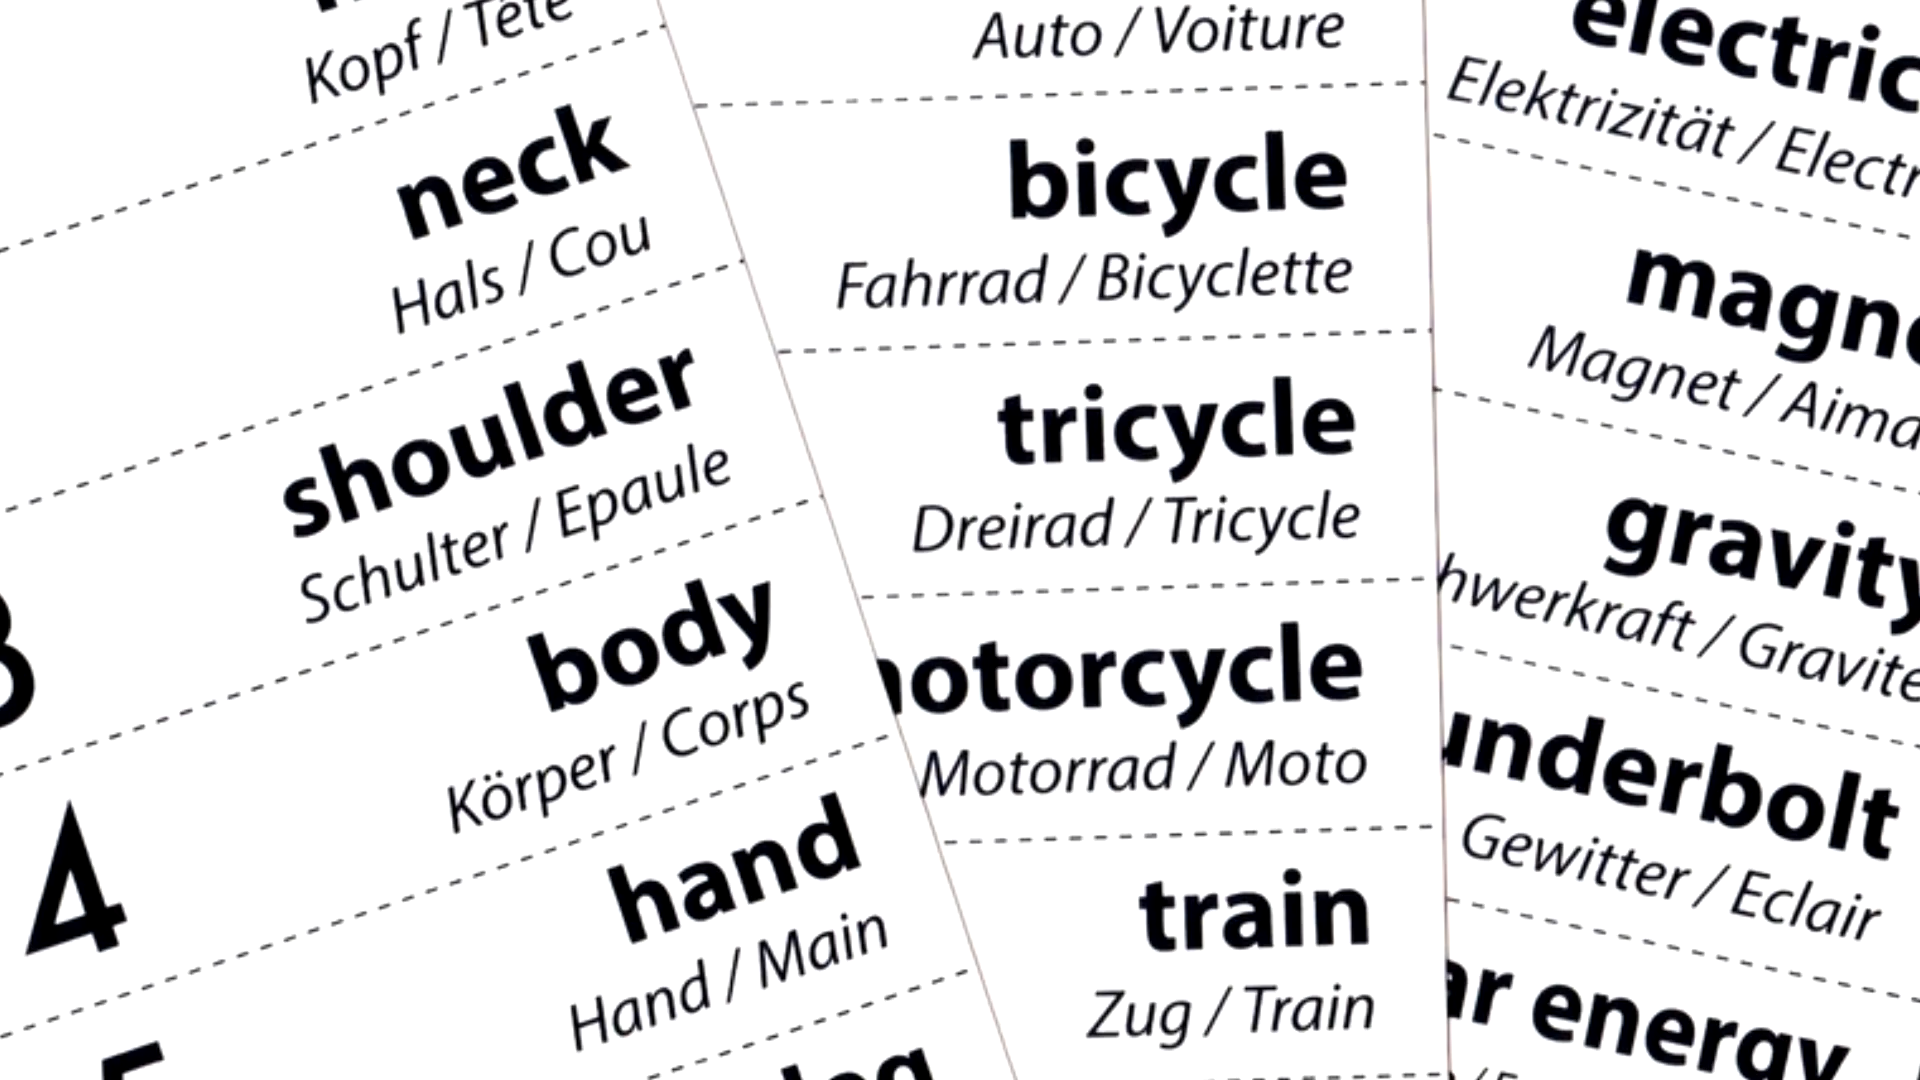 Kopf / Tête
neck
Hals / Cou
shoulder
Schulter / Epaule
body
Körper / Corps
4
hand
Hand / Main
Auto / Voiture
bicycle
Fahrrad / Bicyclette
tricycle
Dreirad / Tricycle
otorcycle
Motorrad / Moto
train
Zug / Train
electric
Elektrizität / Electr
magne
Magnet / Aima
gravity
hwerkraft / Gravite
underbolt
Gewitter / Eclair
ar energy